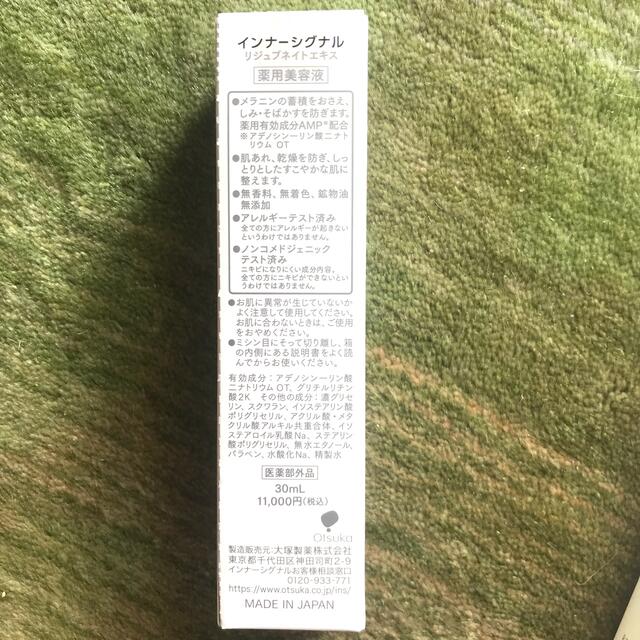 インナーシグナル
リジュブネイトエキス
薬用美容液
●メラニンの蓄積をおさえ、
しみ・そばかすを防ぎます。
薬用有効成分AMP※配合
※アデノシン一リン酸二ナト
リウム OT
●肌あれ、乾燥を防ぎ、しっ
とりとしたすこやかな肌に
整えます。
●無香料、無着色、鉱物油
無添加
●アレルギーテスト済み
全ての方にアレルギーが起きない
というわけではありません。
●ノンコメドジェニック
テスト済み
ニキビになりにくい成分内容。
全ての方にニキビができないとい
うわけではありません。
●お肌に異常が生じていないか
よく注意して使用してください。
お肌に合わないときは、ご使用
をおやめください。
●ミシン目にそって切り離し、箱
の内側にある説明書をよく読
んでからお使いください。
有効成分：アデノシン一リン酸
二ナトリウム OT、グリチルリチン
酸2K その他の成分：濃グリセ
リン、スクワラン、イソステアリン酸
ポリグリセリル、アクリル酸・メタ
クリル酸アルキル共重合体、イソ
ステアロイル乳酸Na、ステアリン
酸ポリグリセリル、無水エタノール、
パラベン、水酸化Na、精製水
医薬部外品
30mL
11,000円（税込）
Otsuka
製造販売元：大塚製薬株式会社
東京都千代田区神田司町2-9
インナーシグナルお客様相談窓口
0120-933-771
https://www.otsuka.co.jp/ins/
MADE IN JAPAN